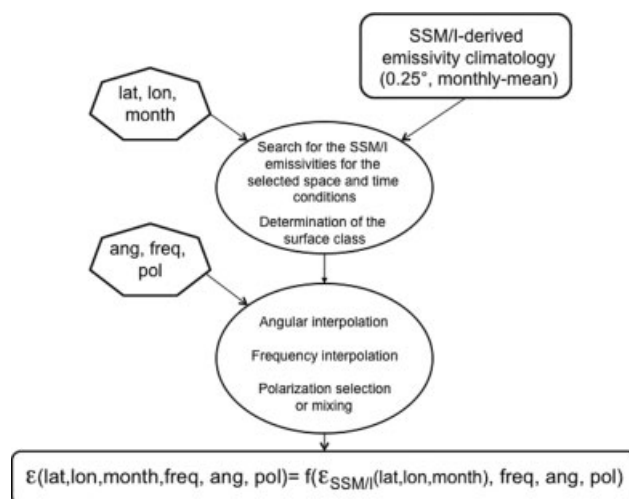 SSM/I-derived
emissivity climatology
(0.25°, monthly-mean)
lat, lon,
month
Search for the SSM/I
emissivities for the
selected space and time
conditions
Determination of the
surface class
ang, freq,
pol
Angular interpolation
Frequency interpolation
Polarization selection
or mixing
ε(lat,lon,month,freq, ang, pol)= f(ε_SSM/I(lat,lon,month), freq, ang, pol)